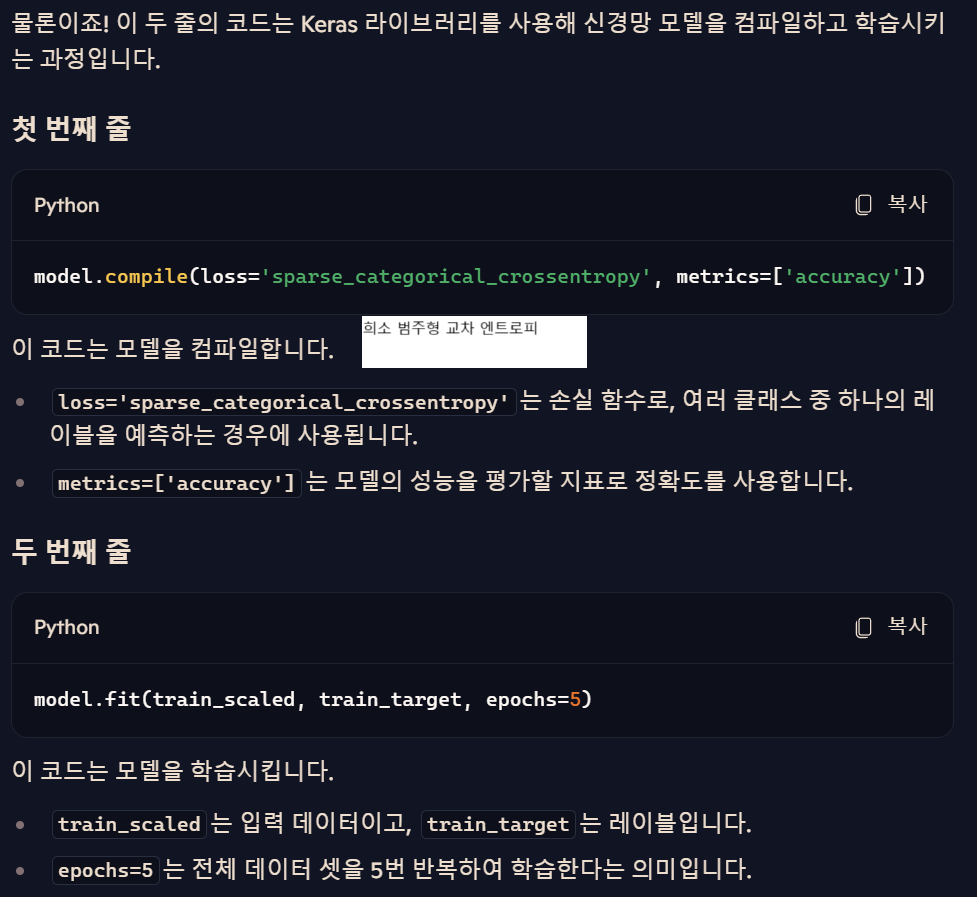 물론이죠! 이 두 줄의 코드는 Keras 라이브러리를 사용해 신경망 모델을 컴파일하고 학습시키
는 과정입니다.
첫 번째 줄
Python 복사
model.compile(loss='sparse_categorical_crossentropy', metrics=['accuracy'])
희소 범주형 교차 엔트로피
이 코드는 모델을 컴파일합니다.
• loss='sparse_categorical_crossentropy' 는 손실 함수로, 여러 클래스 중 하나의 레
이블을 예측하는 경우에 사용됩니다.
• metrics=['accuracy'] 는 모델의 성능을 평가할 지표로 정확도를 사용합니다.
두 번째 줄
Python 복사
model.fit(train_scaled, train_target, epochs=5)
이 코드는 모델을 학습시킵니다.
• train_scaled 는 입력 데이터이고, train_target 는 레이블입니다.
• epochs=5 는 전체 데이터 셋을 5번 반복하여 학습한다는 의미입니다.